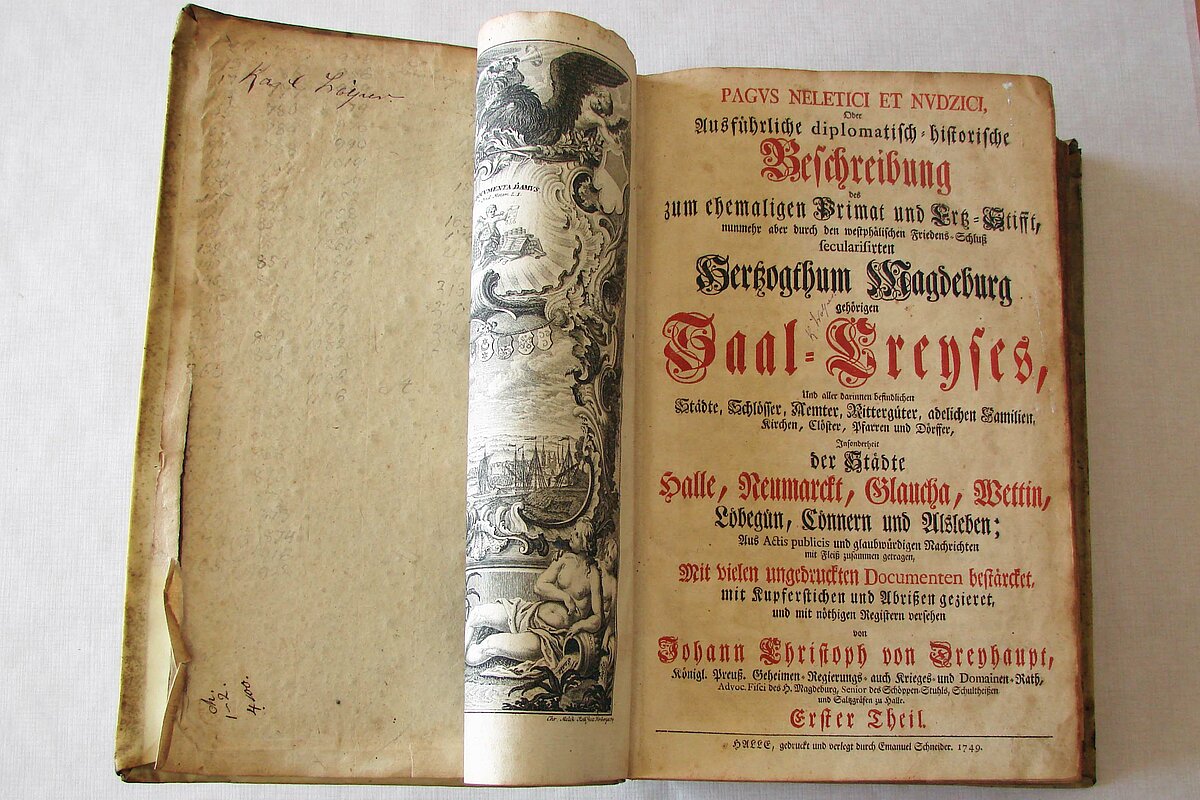 Karl
PAGVS NELETICI ET NVDZICI,
Oder
Ausführliche diplomatisch-historische
Beschreibung
des
zum ehemaligen Primat und Ertz-Stifft,
nunmehr aber durch den westphälischen Friedens-Schluß
secularisirten
Hertzogthum Magdeburg
gehörigen
Saal-Creyses,
Und aller darinnen befindlichen
Städte, Schlösser, Aemter, Rittergüter, adelichen Familien,
Kirchen, Clöster, Pfarren und Dörffer,
Insonderheit
der Städte
Halle, Neumarckt, Glaucha, Wettin,
Löbegün, Cönnern und Alsleben;
Aus Actis publicis und glaubwürdigen Nachrichten
mit Fleiß zusammen getragen,
Mit vielen ungedruckten Documenten bestärcket,
mit Kupferstichen und Abrißen gezieret,
und mit nöthigen Registern versehen
von
Johann Christoph von Dreyhaupt,
Königl. Preuß. Geheimen-Regierungs- auch Krieges- und Domainen-Rath,
Advoc. Fisci des H. Magdeburg, Senior des Schöppen-Stuhls, Schultheißen
und Saltzgräfen zu Halle.
Erster Theil.
HALLE, gedruckt und verlegt durch Emanuel Schneider. 1749.
CUMENTA DAMUS
1-2.